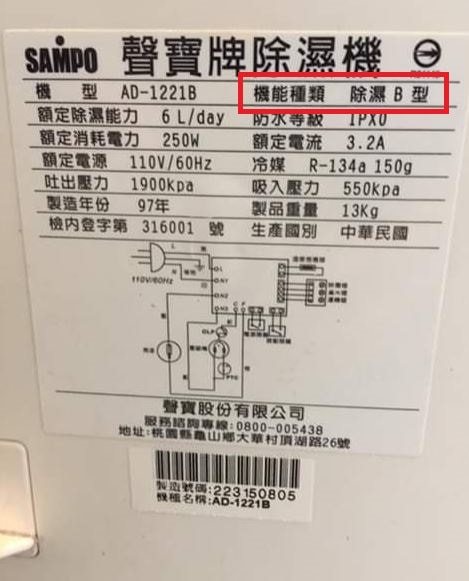 SAMPO 聲寶牌除濕機
機 型 AD-1221B 機能種類 除濕 B 型
額定除濕能力 6 L/day 防水等級 IPX0
額定消耗電力 250W 額定電流 3.2A
額定電源 110V/60Hz 冷媒 R-134a 150g
吐出壓力 1900kpa 吸入壓力 550kpa
製造年份 97年 製品重量 13Kg
檢內登字第 316001 號 生產國別 中華民國
L
N
110V/60Hz
L
N1
N2
N3
C F
OLP
PTC
聲寶股份有限公司
服務諮詢專線:0800-005438
地址:桃園縣龜山鄉大華村頂湖路26號
製造號碼:223150805
機種名稱:AD-1221B